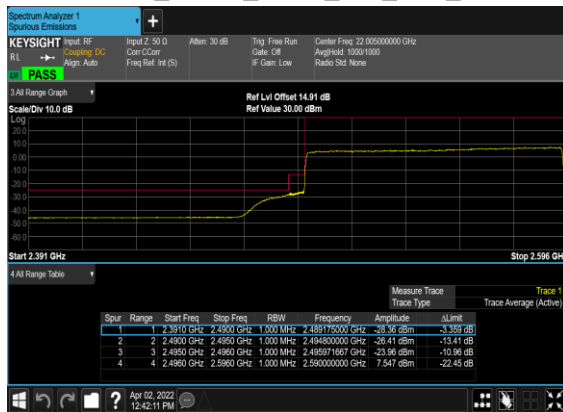 Spectrum Analyzer 1
Spurious Emissions
+
KEYSIGHT
Input: RF
Coupling: DC
Align: Auto
Input Z: 50 Ω
Corr CCorr
Freq Ref: Int (S)
Atten: 30 dB
Trig: Free Run
Gate: Off
IF Gain: Low
Center Freq: 22.005000000 GHz
Avg|Hold: 1000/1000
Radio Std: None
RL
PASS
3 All Range Graph
Ref Lvl Offset 14.91 dB
Scale/Div 10.0 dB
Ref Value 30.00 dBm
Log
20.0
10.0
0.00
-10.0
-20.0
-30.0
-40.0
-50.0
-60.0
Start 2.391 GHz
Stop 2.596 GH
4 All Range Table
Measure Trace Trace 1
Trace Type Trace Average (Active)
Spur Range Start Freq Stop Freq RBW Frequency Amplitude ΔLimit
1 1 2.3910 GHz 2.4900 GHz 1.000 MHz 2.489175000 GHz -28.36 dBm -3.359 dB
2 2 2.4900 GHz 2.4950 GHz 1.000 MHz 2.494800000 GHz -26.41 dBm -13.41 dB
3 3 2.4950 GHz 2.4960 GHz 1.000 MHz 2.495971667 GHz -23.96 dBm -10.96 dB
4 4 2.4960 GHz 2.5960 GHz 1.000 MHz 2.590000000 GHz 7.547 dBm -22.45 dB
?
Apr 02, 2022
12:42:11 PM